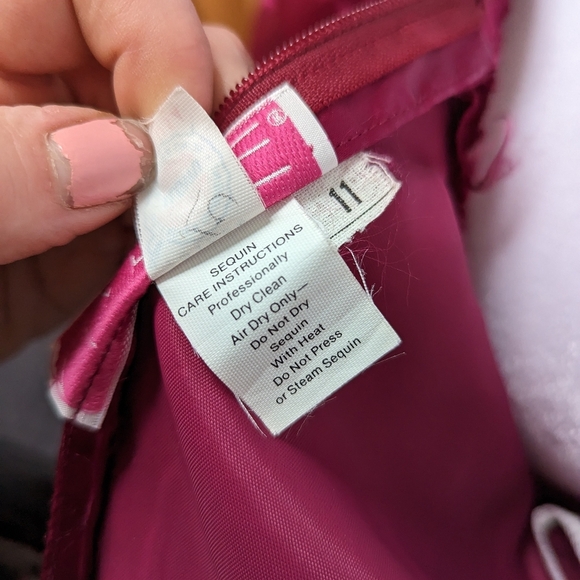 11
SEQUIN
CARE INSTRUCTIONS
Professionally
Dry Clean
Air Dry Only—
Do Not Dry
Sequin
With Heat
Do Not Press
or Steam Sequin